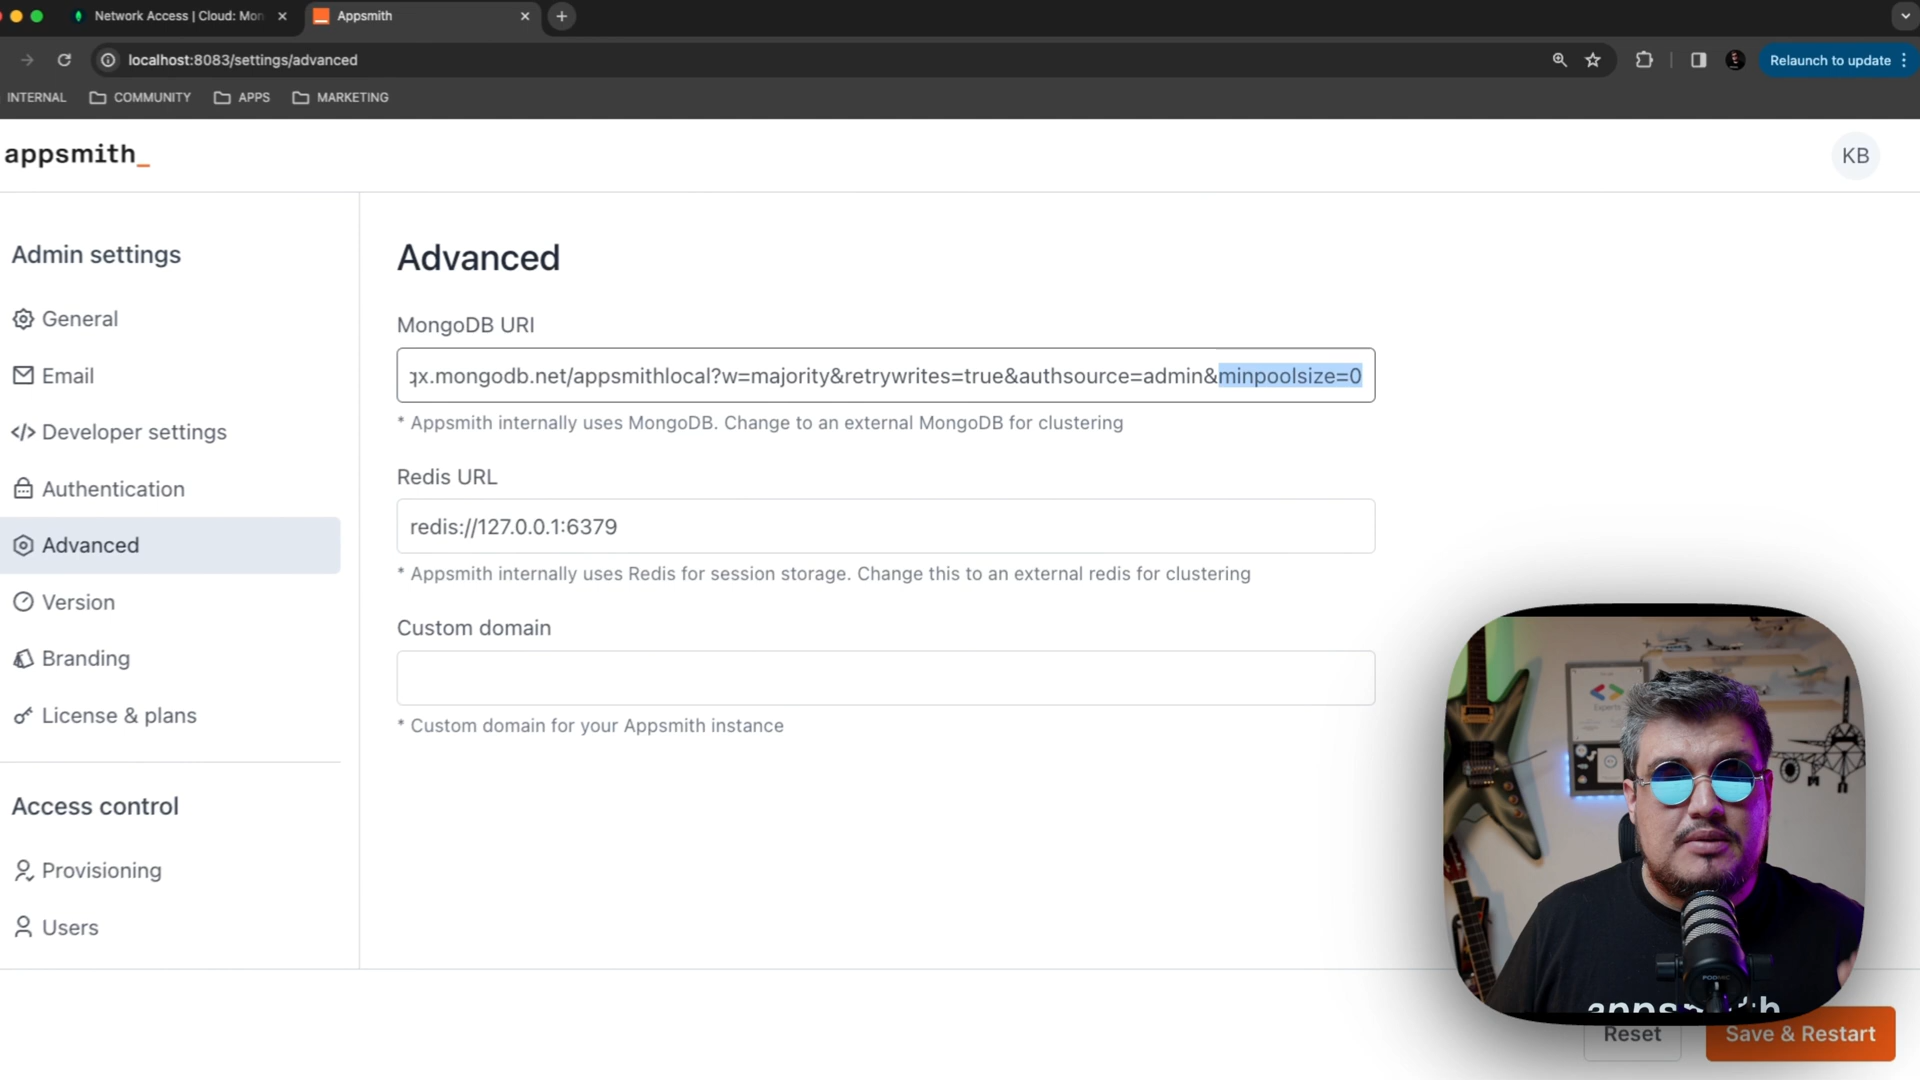 Network Access | Cloud: Mon
Appsmith
localhost:8083/settings/advanced
Relaunch to update
INTERNAL
COMMUNITY
APPS
MARKETING
appsmith_
KB
Admin settings
General
Email
Developer settings
Authentication
Advanced
Version
Branding
License & plans
Access control
Provisioning
Users
Advanced
MongoDB URI
qx.mongodb.net/appsmithlocal?w=majority&retrywrites=true&authsource=admin&minpoolsize=0
* Appsmith internally uses MongoDB. Change to an external MongoDB for clustering
Redis URL
redis://127.0.0.1:6379
* Appsmith internally uses Redis for session storage. Change this to an external redis for clustering
Custom domain
* Custom domain for your Appsmith instance
Experts
PODMIC
appsmith
Reset
Save & Restart